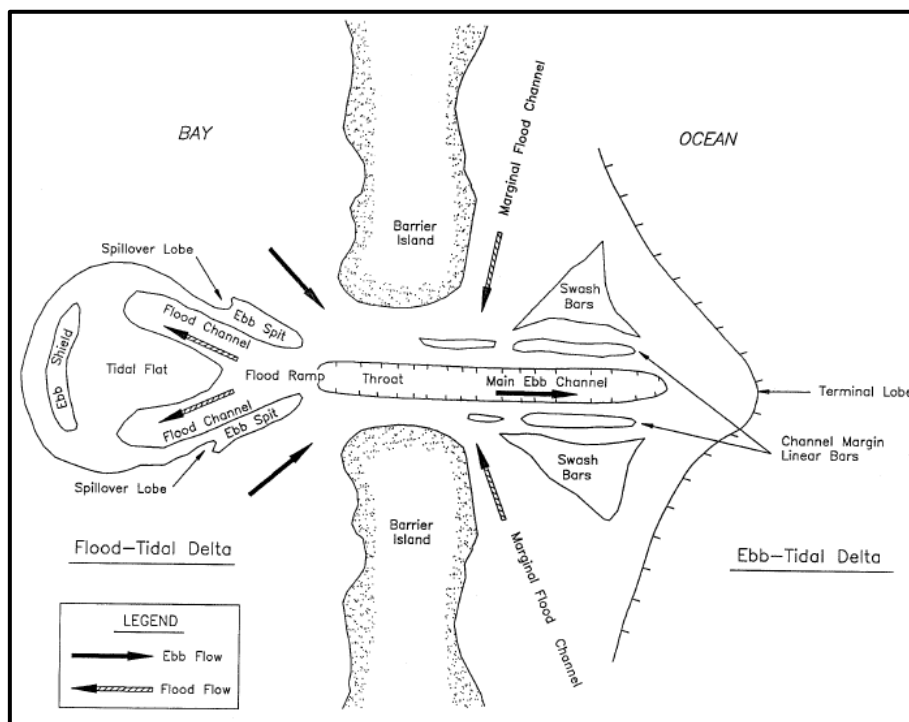 BAY
OCEAN
Marginal Flood Channel
Barrier
Island
Spillover Lobe
Swash
Bars
Ebb Spit
Flood Channel
Ebb Shield
Tidal Flat
Flood Ramp
Throat
Main Ebb Channel
Terminal Lobe
Flood Channel
Ebb Spit
Channel Margin
Linear Bars
Swash
Bars
Spillover Lobe
Barrier
Island
Marginal Flood Channel
Flood-Tidal Delta
Ebb-Tidal Delta
LEGEND
Ebb Flow
Flood Flow